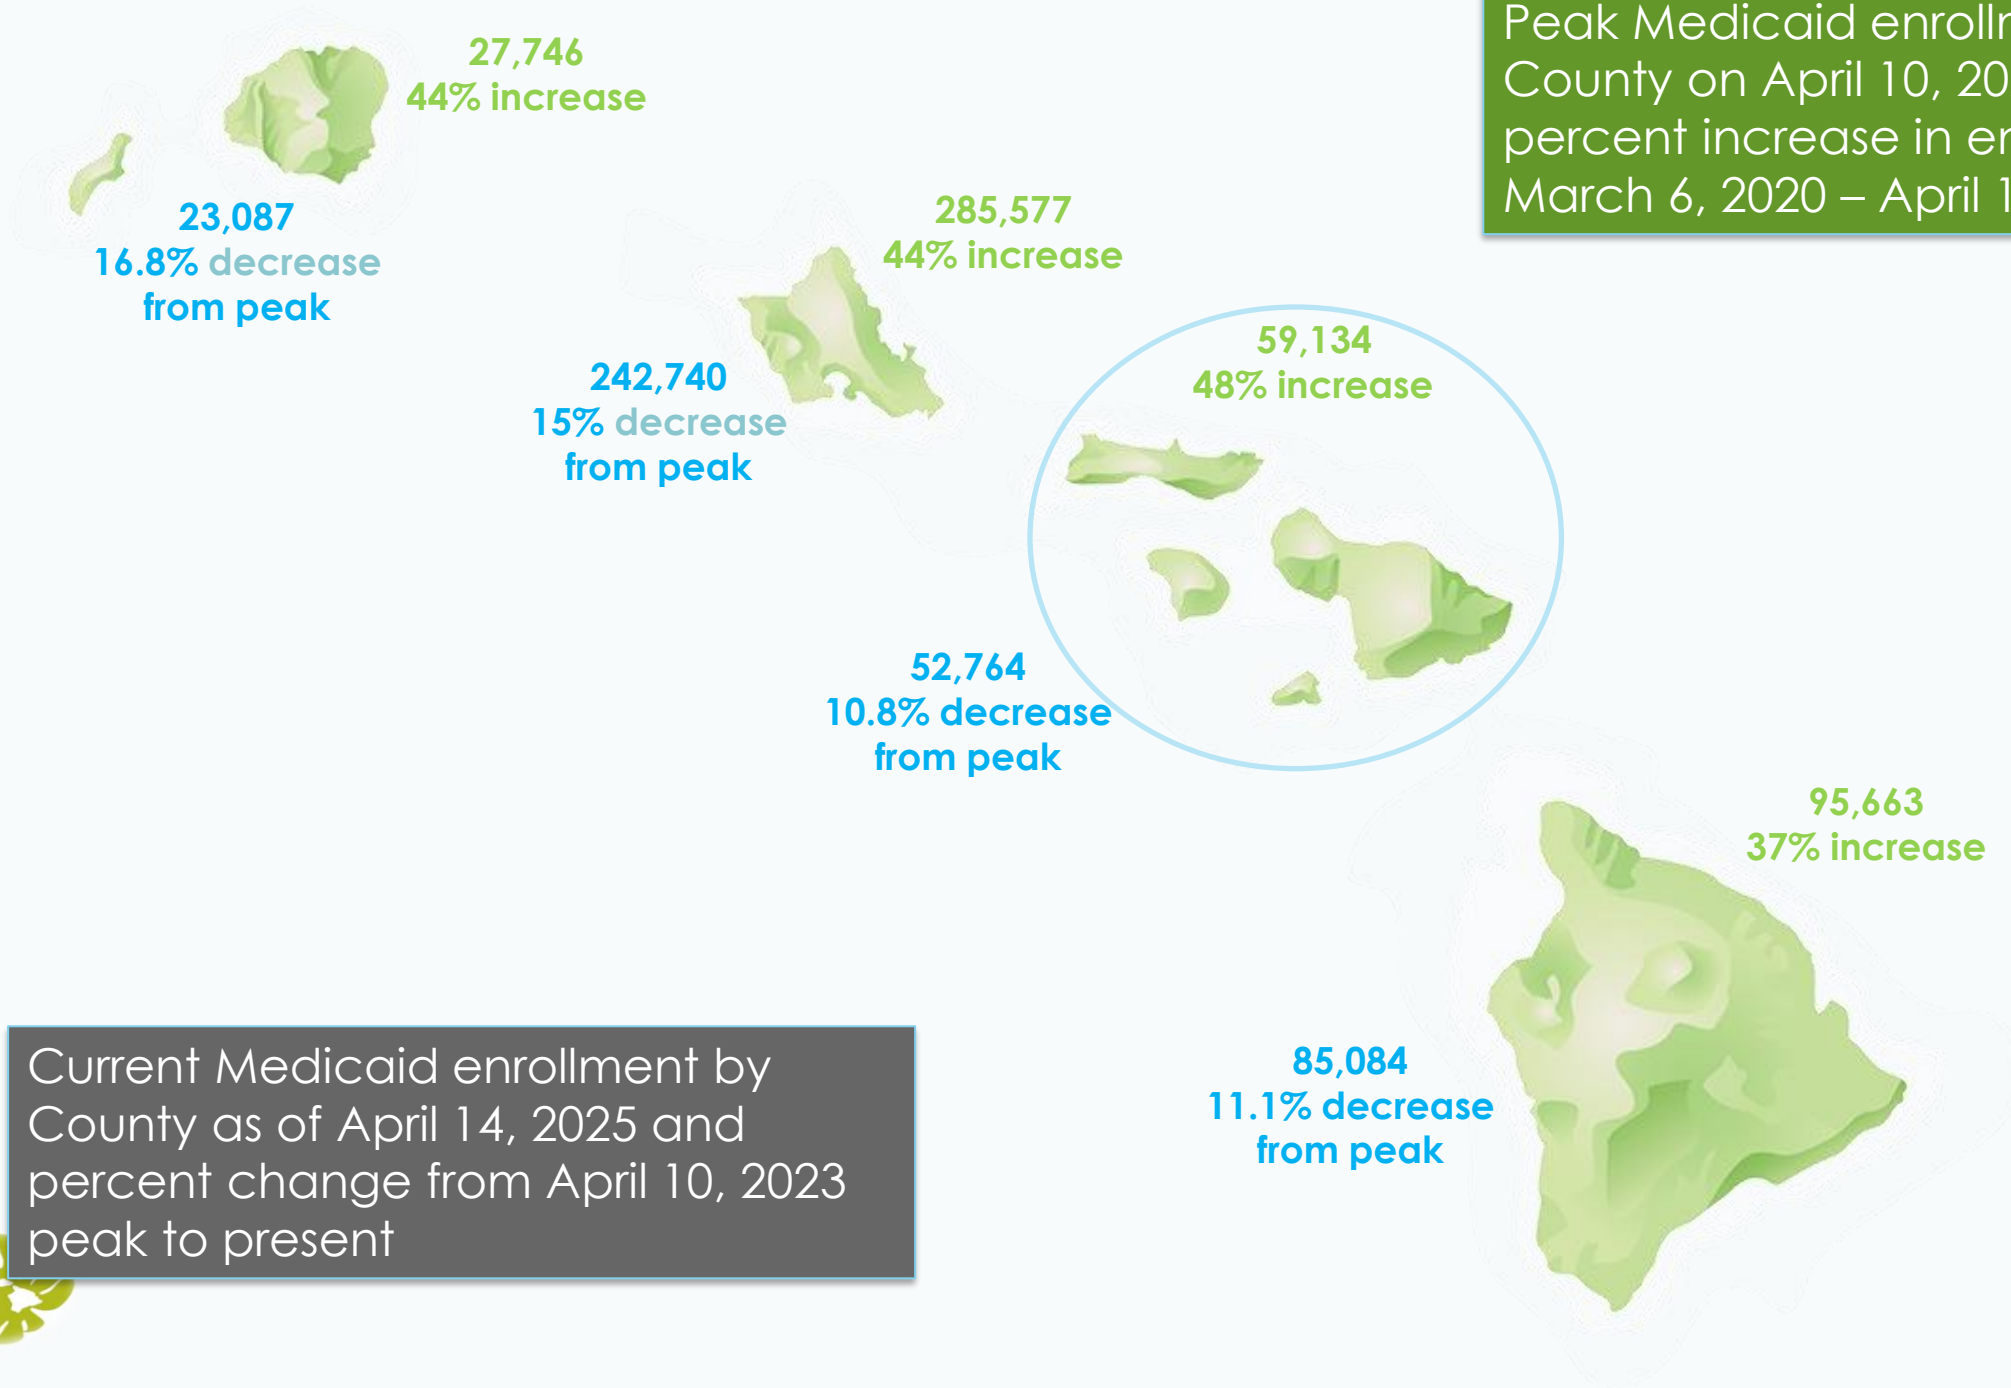 Peak Medicaid
County on April 10,
percent increase in
March 6, 2020 – April
27,746
44% increase
23,087
16.8% decrease
from peak
285,577
44% increase
242,740
15% decrease
from peak
59,134
48% increase
52,764
10.8% decrease
from peak
95,663
37% increase
85,084
11.1% decrease
from peak
Current Medicaid enrollment by
County as of April 14, 2025 and
percent change from April 10, 2023
peak to present